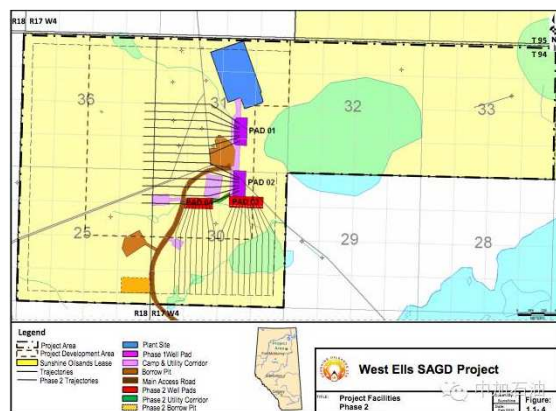 R18 R17 W4
T 95
T 94
36
31
32
33
PAD 01
PAD 02
PAD 04
PAD 03
25
30
29
28
R18 R17 W4
Legend
Project Area
Project Development Area
Sunshine Oilsands Lease
Trajectories
Phase 2 Trajectories
Plant Site
Phase 1 Well Pad
Camp & Utility Corridor
Borrow Pit
Main Access Road
Phase 2 Well Pads
Phase 2 Utility Corridor
Phase 2 Borrow Pit
West Ells SAGD Project
Project Facilities
Phase 2
Figure:
中加石油